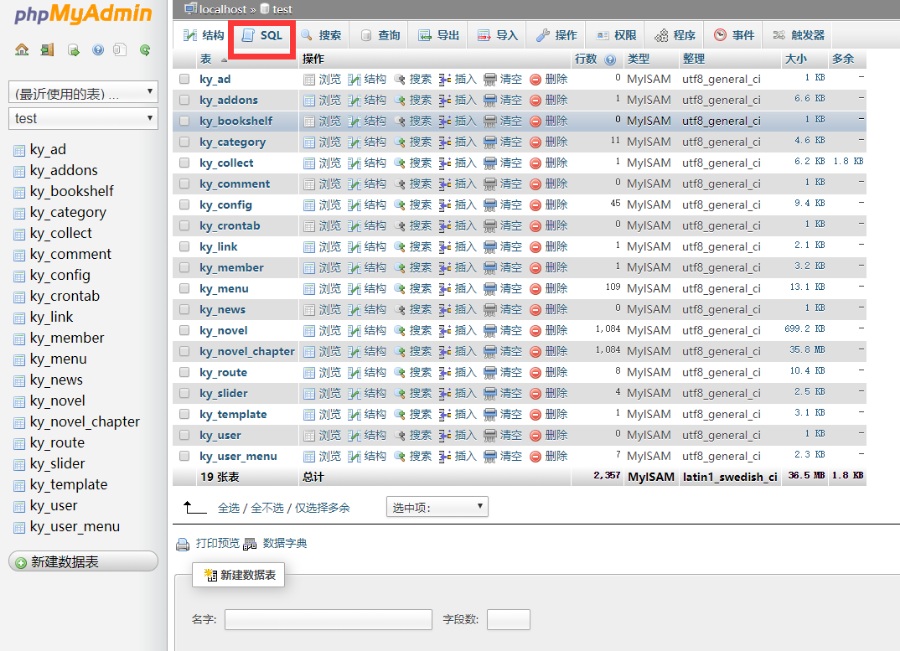 phpMyAdmin
(最近使用的表) ...
test
ky_ad
ky_addons
ky_bookshelf
ky_category
ky_collect
ky_comment
ky_config
ky_crontab
ky_link
ky_member
ky_menu
ky_news
ky_novel
ky_novel_chapter
ky_route
ky_slider
ky_template
ky_user
ky_user_menu
新建数据表
localhost » test
结构 SQL 搜索 查询 导出 导入 操作 权限 程序 事件 触发器
表 操作 行数 类型 整理 大小 多余
ky_ad 浏览 结构 搜索 插入 清空 删除 0 MyISAM utf8_general_ci 1 KB –
ky_addons 浏览 结构 搜索 插入 清空 删除 1 MyISAM utf8_general_ci 6.6 KB –
ky_bookshelf 浏览 结构 搜索 插入 清空 删除 0 MyISAM utf8_general_ci 1 KB –
ky_category 浏览 结构 搜索 插入 清空 删除 11 MyISAM utf8_general_ci 4.6 KB –
ky_collect 浏览 结构 搜索 插入 清空 删除 1 MyISAM utf8_general_ci 6.2 KB 1.8 KB
ky_comment 浏览 结构 搜索 插入 清空 删除 0 MyISAM utf8_general_ci 1 KB –
ky_config 浏览 结构 搜索 插入 清空 删除 45 MyISAM utf8_general_ci 9.4 KB –
ky_crontab 浏览 结构 搜索 插入 清空 删除 0 MyISAM utf8_general_ci 1 KB –
ky_link 浏览 结构 搜索 插入 清空 删除 1 MyISAM utf8_general_ci 2.1 KB –
ky_member 浏览 结构 搜索 插入 清空 删除 1 MyISAM utf8_general_ci 3.2 KB –
ky_menu 浏览 结构 搜索 插入 清空 删除 109 MyISAM utf8_general_ci 13.1 KB –
ky_news 浏览 结构 搜索 插入 清空 删除 0 MyISAM utf8_general_ci 1 KB –
ky_novel 浏览 结构 搜索 插入 清空 删除 1,084 MyISAM utf8_general_ci 699.2 KB –
ky_novel_chapter 浏览 结构 搜索 插入 清空 删除 1,084 MyISAM utf8_general_ci 35.8 MB –
ky_route 浏览 结构 搜索 插入 清空 删除 8 MyISAM utf8_general_ci 10.4 KB –
ky_slider 浏览 结构 搜索 插入 清空 删除 4 MyISAM utf8_general_ci 2.5 KB –
ky_template 浏览 结构 搜索 插入 清空 删除 1 MyISAM utf8_general_ci 3.1 KB –
ky_user 浏览 结构 搜索 插入 清空 删除 0 MyISAM utf8_general_ci 1 KB –
ky_user_menu 浏览 结构 搜索 插入 清空 删除 7 MyISAM utf8_general_ci 2.3 KB –
19 张表 总计 2,357 MyISAM latin1_swedish_ci 36.5 MB 1.8 KB
全选 / 全不选 / 仅选择多余 选中项:
打印预览 数据字典
新建数据表
名字: 字段数: